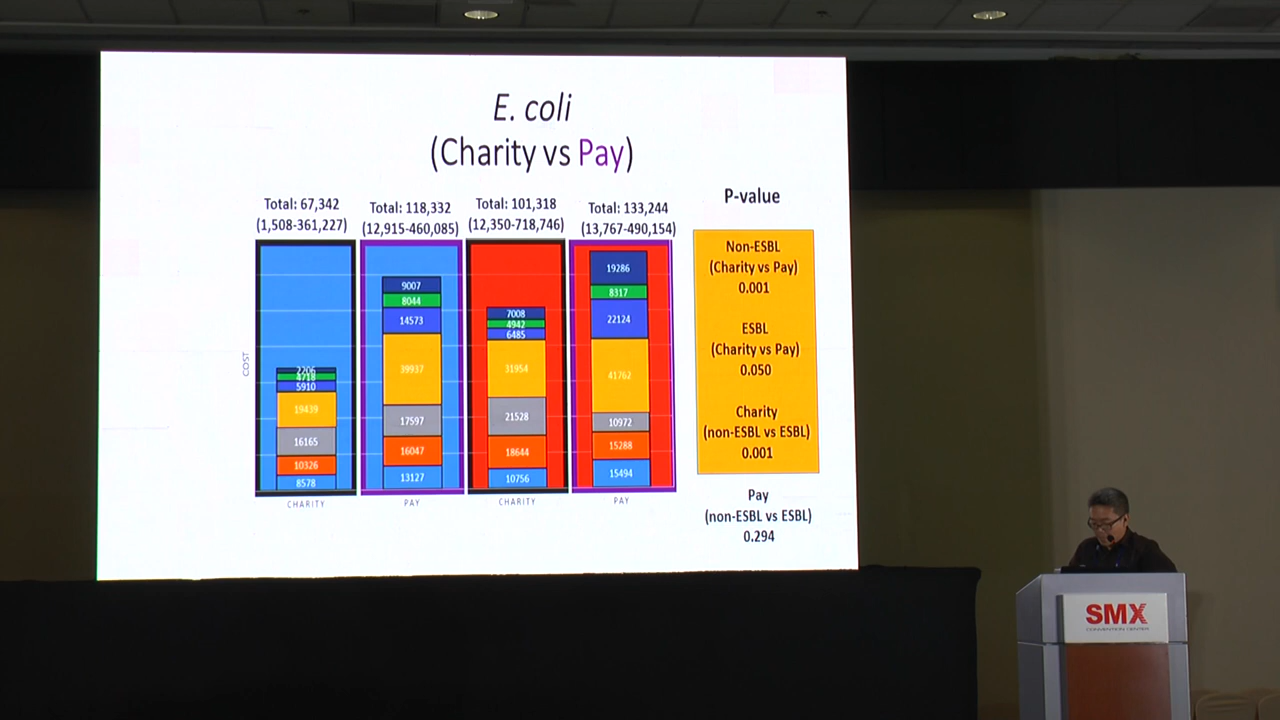 E. coli
(Charity vs Pay)
Total: 67,342
(1,508-361,227)
Total: 118,332
(12,915-460,085)
Total: 101,318
(12,350-718,746)
Total: 133,244
(13,767-490,154)
COST
2206
4718
5910
19439
16165
10326
8578
CHARITY
9007
8044
14573
39937
17597
16047
13127
PAY
7008
4942
6485
31954
21528
18644
10756
CHARITY
19286
8317
22124
41762
10972
15288
15494
PAY
P-value
Non-ESBL
(Charity vs Pay)
0.001
ESBL
(Charity vs Pay)
0.050
Charity
(non-ESBL vs ESBL)
0.001
Pay
(non-ESBL vs ESBL)
0.294
SMX
CONVENTION CENTER